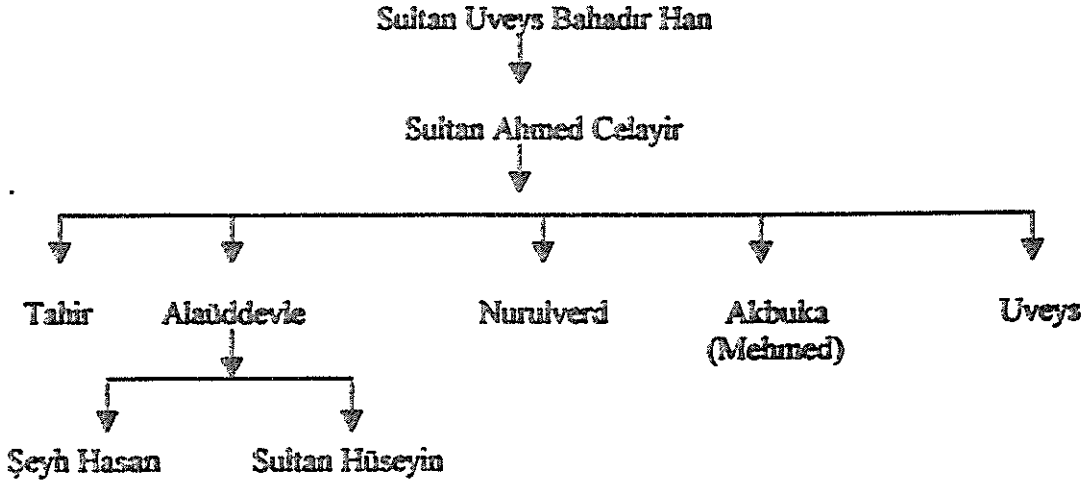 Sultan Uveys Bahadır Han
Sultan Ahmed Celayir
Tahir Alaüddevle Nurulverd Akbuka Uveys
(Mehmed)
Şeyh Hasan Sultan Hüseyin